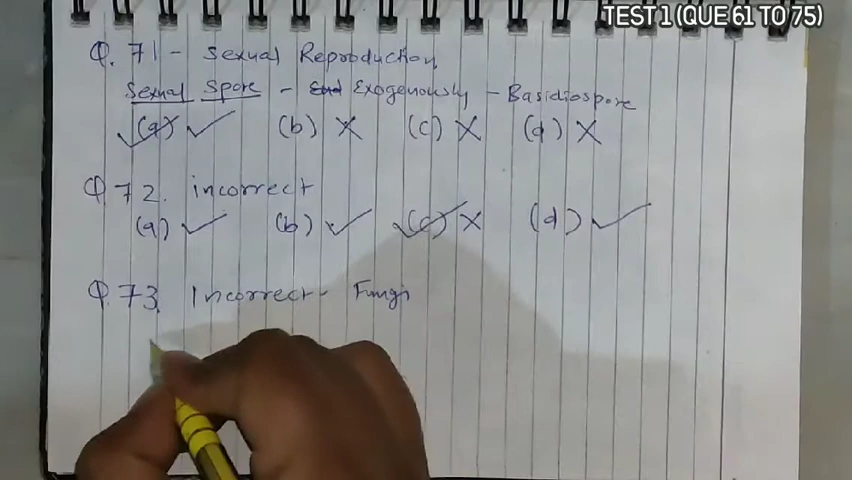 TEST 1 (QUE 61 TO 75)
Q. 71 - Sexual Reproduction
Sexual Spore - Exogenously - Basidiospore
(a) ✓ (b) ✗ (c) ✗ (d) ✗
Q. 72. incorrect
(a) ✓ (b) ✓ (c) ✗ (d) ✓
Q. 73. Incorrect - Fungi